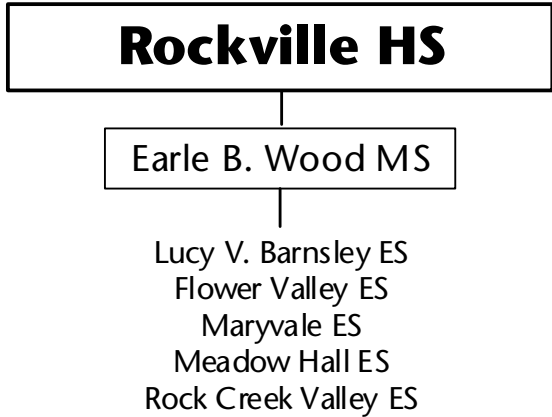 Rockville HS
Earle B. Wood MS
Lucy V. Barnsley ES
Flower Valley ES
Maryvale ES
Meadow Hall ES
Rock Creek Valley ES